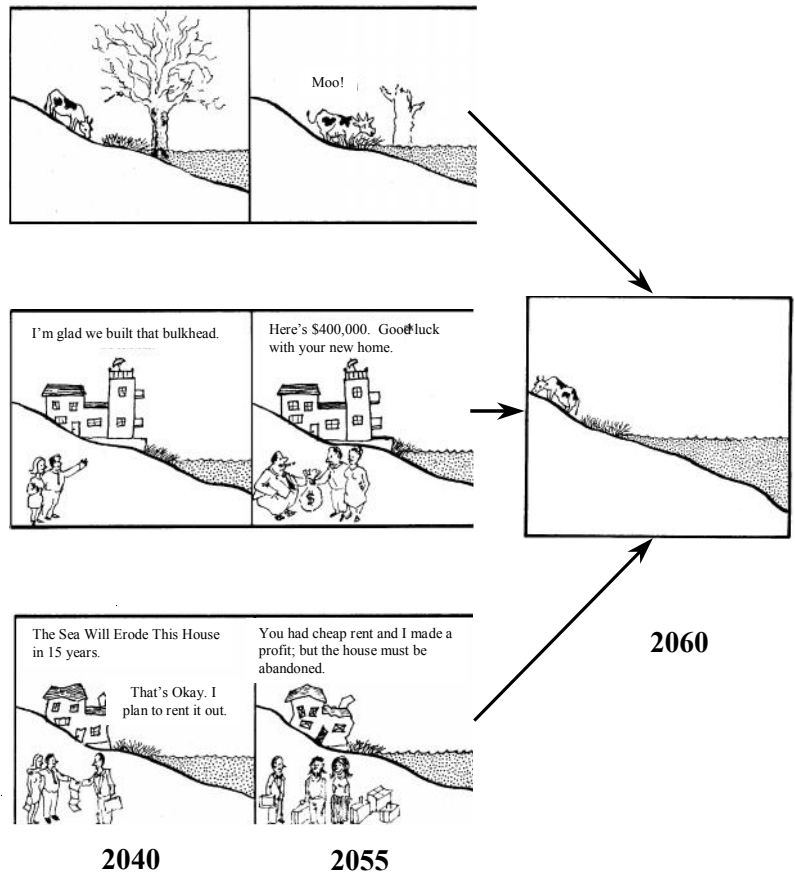 Moo!
I'm glad we built that bulkhead.
Here's $400,000. Good luck
with your new home.
$
The Sea Will Erode This House
in 15 years.
That's Okay. I
plan to rent it out.
You had cheap rent and I made a
profit; but the house must be
abandoned.
2060
2040
2055